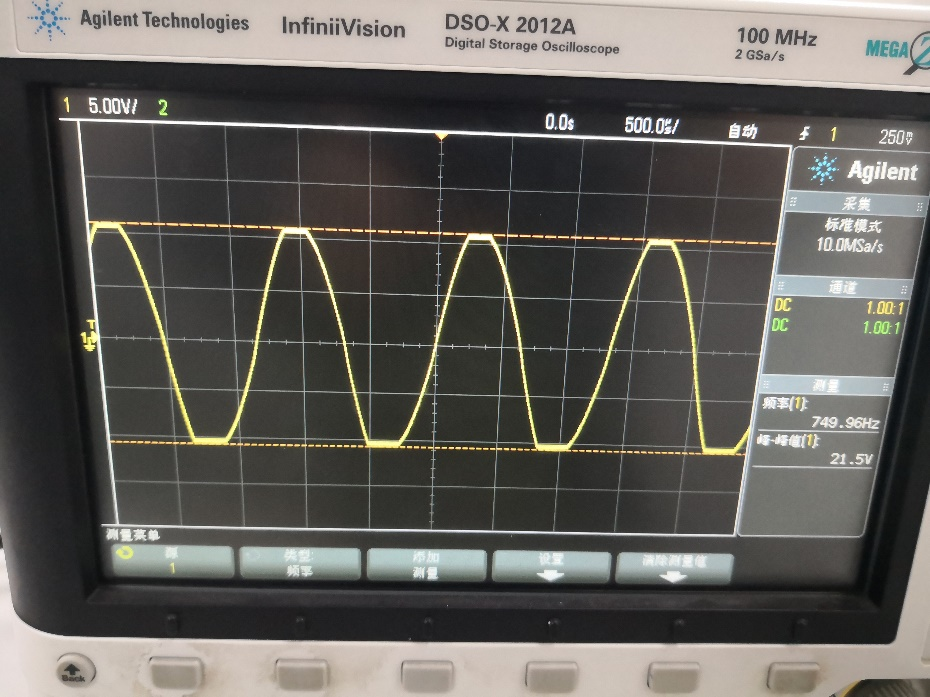 Agilent Technologies InfiniiVision DSO-X 2012A 100 MHz MEGA
Digital Storage Oscilloscope 2 GSa/s
1 5.00V/ 2 0.0s 500.0us/ 自动 1 250mV
Agilent
采集
标准模式
10.0MSa/s
通道
DC 1.00:1
DC 1.00:1
测量
频率(1):
749.96Hz
峰-峰值(1):
21.5V
T
测量菜单
源
1
类型:
频率
添加
测量
设置
清除测量值
Back